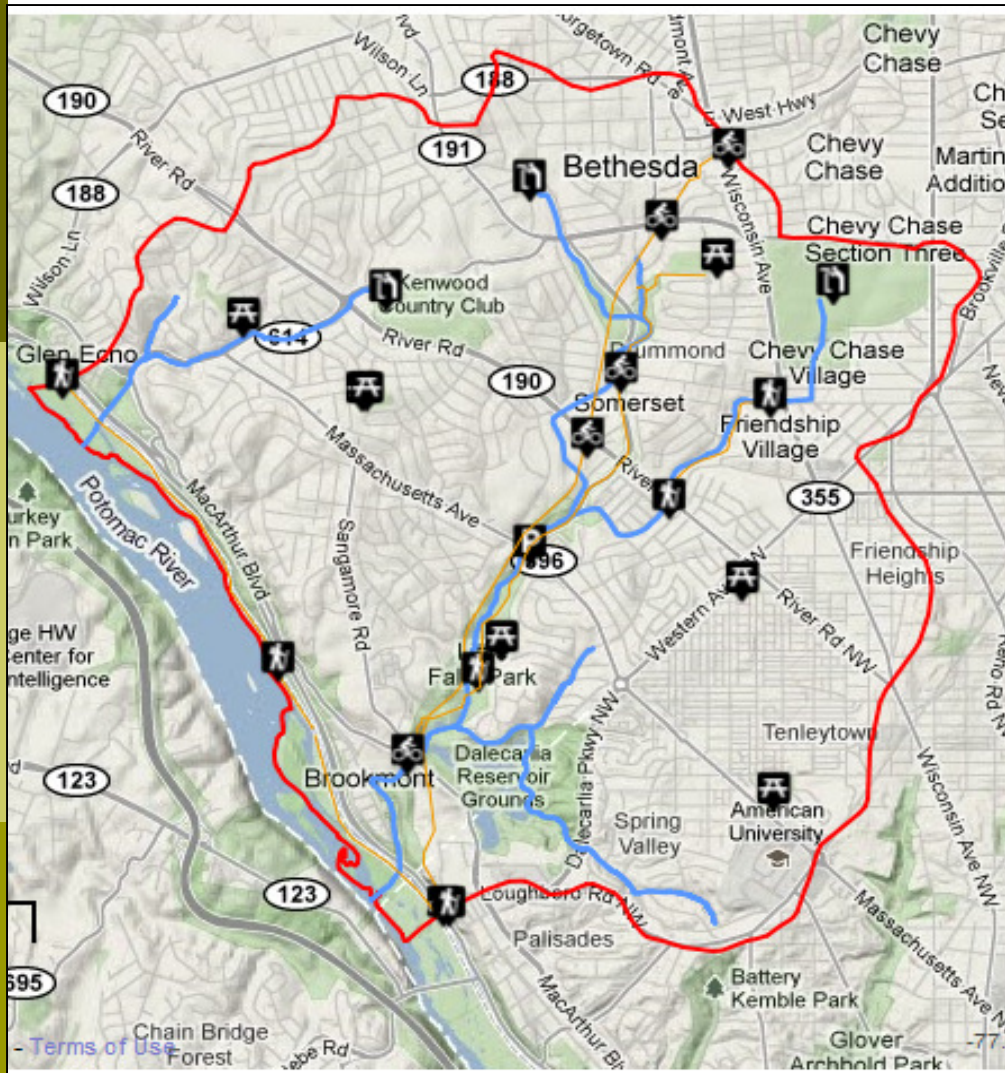 Chevy
Chase
Wilson Ln
188
190
E West Hwy
191
River Rd
Chevy
Chase
Bethesda
Wisconsin Ave
188
Chevy Chase
Section Three
Wilson Ln
Kenwood
Country Club
614
River Rd
Glen Echo
Drummond
Chevy Chase
Village
190
Somerset
Friendship
Village
Massachusetts Ave
River
355
MacArthur Blvd
Potomac River
Sangamore Rd
Friendship
Heights
Western Ave NW
River Rd NW
Park
Tenleytown
Dalecarlia Pkwy NW
Dalecarlia
Reservoir
Grounds
Brookmont
123
Wisconsin Ave NW
American
University
Spring
Valley
123
Loughboro Rd NW
Palisades
Massachusetts Ave N
MacArthur Bl
Battery
Kemble Park
695
Chain Bridge
Forest
- Terms of Use
Glover
Archbold Park
-77.